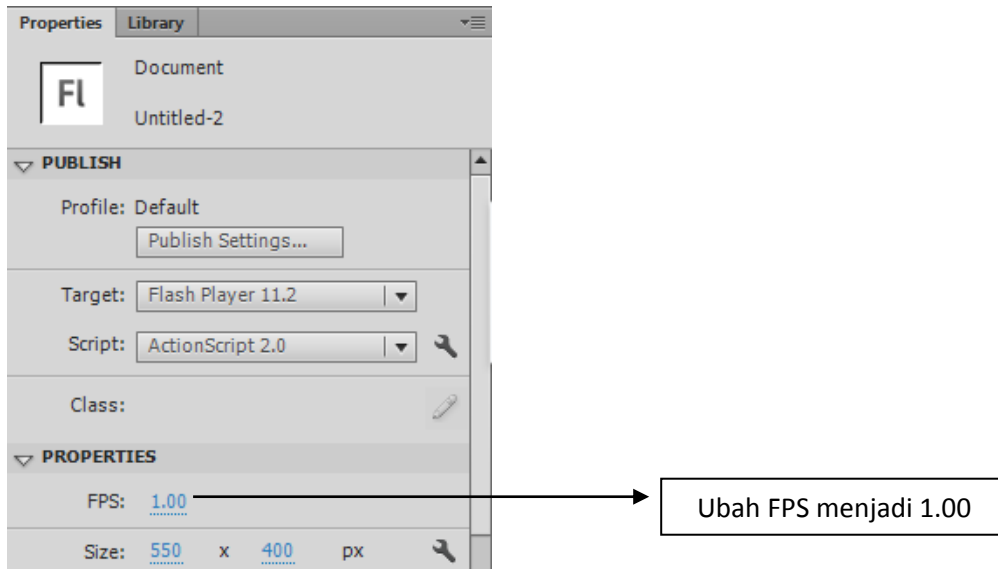 Properties Library
Fl
Document
Untitled-2
PUBLISH
Profile: Default
Publish Settings...
Target: Flash Player 11.2
Script: ActionScript 2.0
Class:
PROPERTIES
FPS: 1.00
Ubah FPS menjadi 1.00
Size: 550 x 400 px